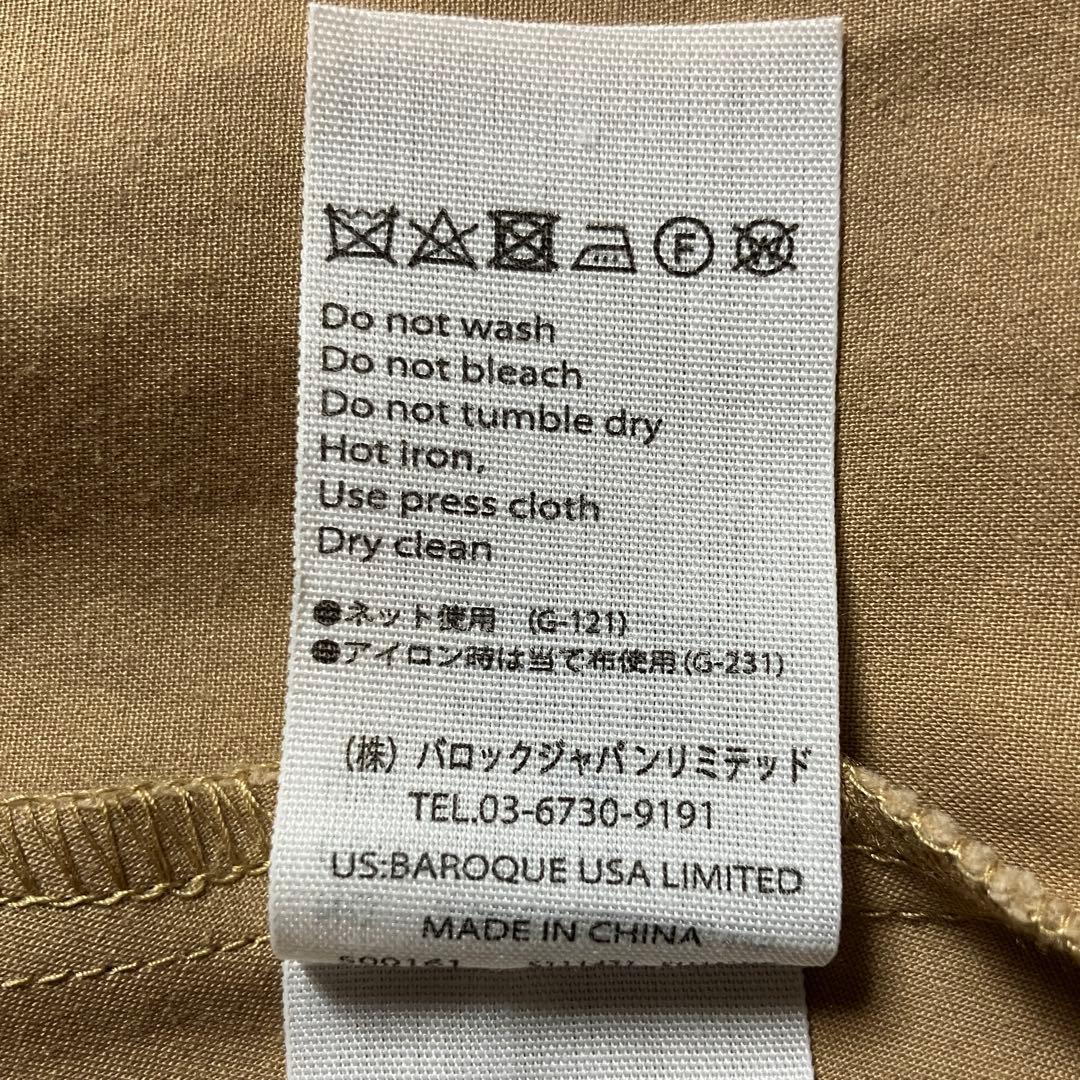 F W
Do not wash
Do not bleach
Do not tumble dry
Hot iron,
Use press cloth
Dry clean
●ネット使用 (G-121)
●アイロン時は当て布使用(G-231)
(株) バロックジャパンリミテッド
TEL.03-6730-9191
US:BAROQUE USA LIMITED
MADE IN CHINA